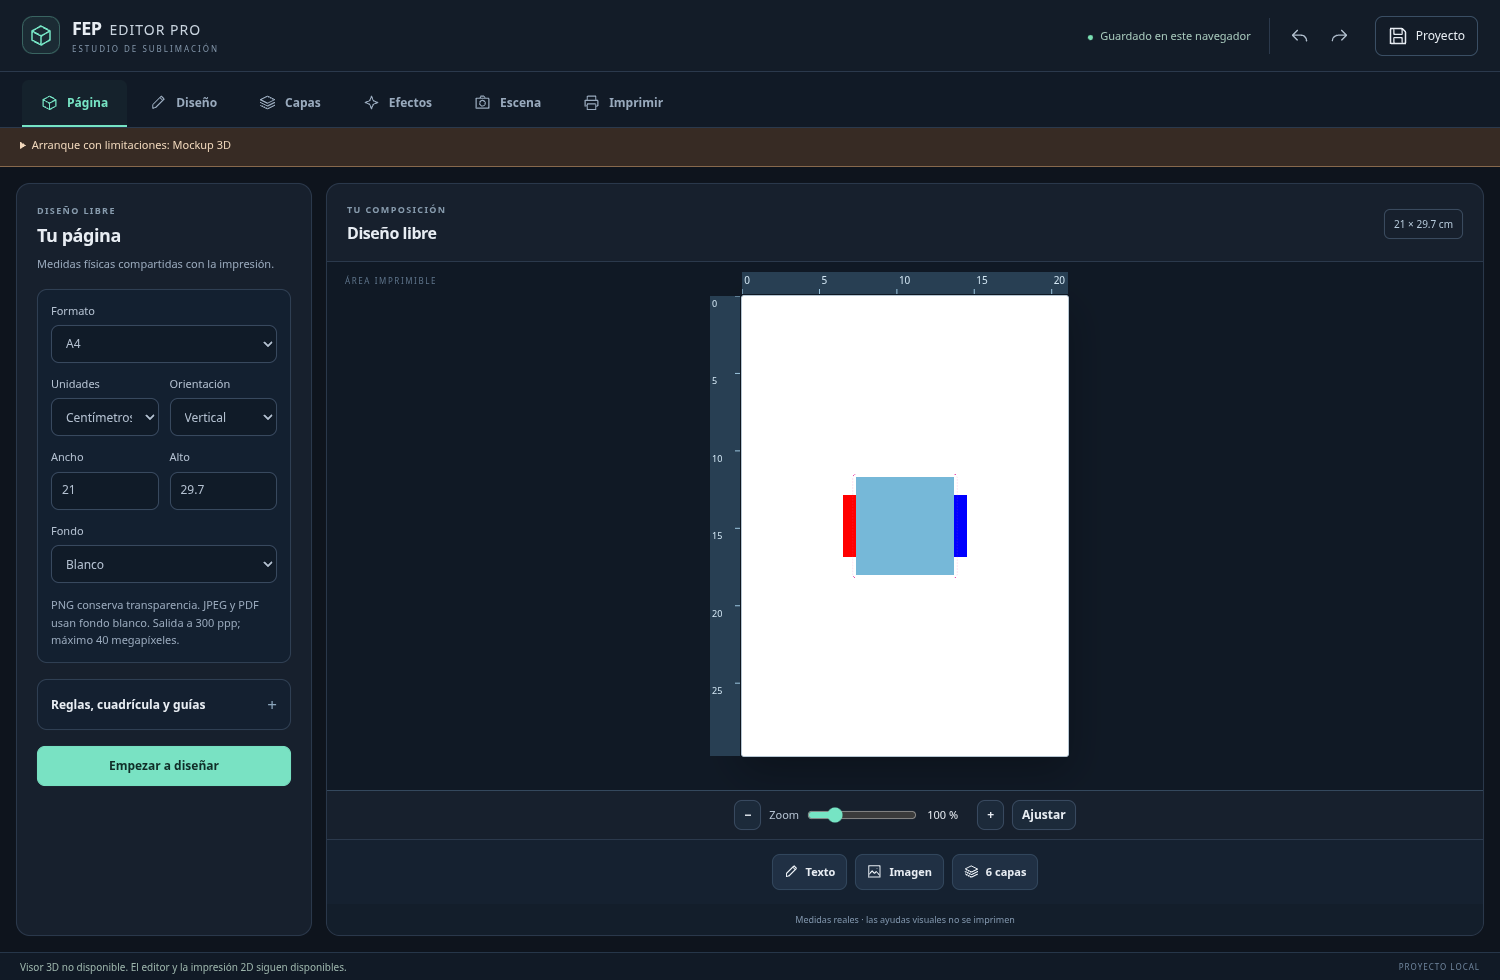 FEP EDITOR PRO
ESTUDIO DE SUBLIMACIÓN
Guardado en este navegador
Proyecto
Página
Diseño
Capas
Efectos
Escena
Imprimir
Arranque con limitaciones: Mockup 3D
DISEÑO LIBRE
Tu página
Medidas físicas compartidas con la impresión.
Formato
A4
Unidades
Orientación
Centímetros
Vertical
Ancho
Alto
21
29.7
Fondo
Blanco
PNG conserva transparencia. JPEG y PDF
usan fondo blanco. Salida a 300 ppp;
máximo 40 megapíxeles.
Reglas, cuadrícula y guías +
Empezar a diseñar
TU COMPOSICIÓN
Diseño libre
21 × 29.7 cm
ÁREA IMPRIMIBLE
0 5 10 15 20
0
5
10
15
20
25
− Zoom 100 % + Ajustar
Texto
Imagen
6 capas
Medidas reales · las ayudas visuales no se imprimen
Visor 3D no disponible. El editor y la impresión 2D siguen disponibles.
PROYECTO LOCAL